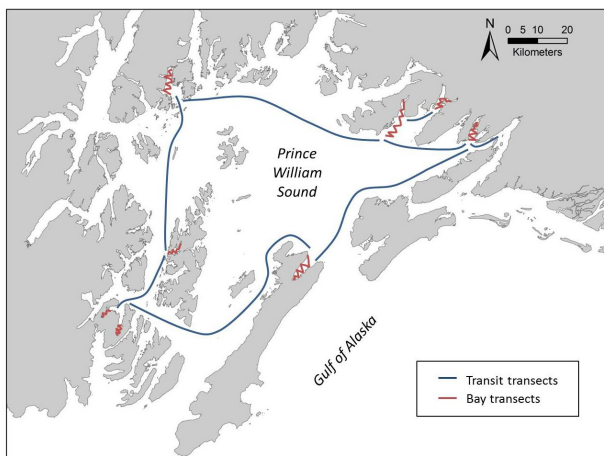 N
0 5 10 20
Kilometers
Prince
William
Sound
Gulf of Alaska
Transit transects
Bay transects